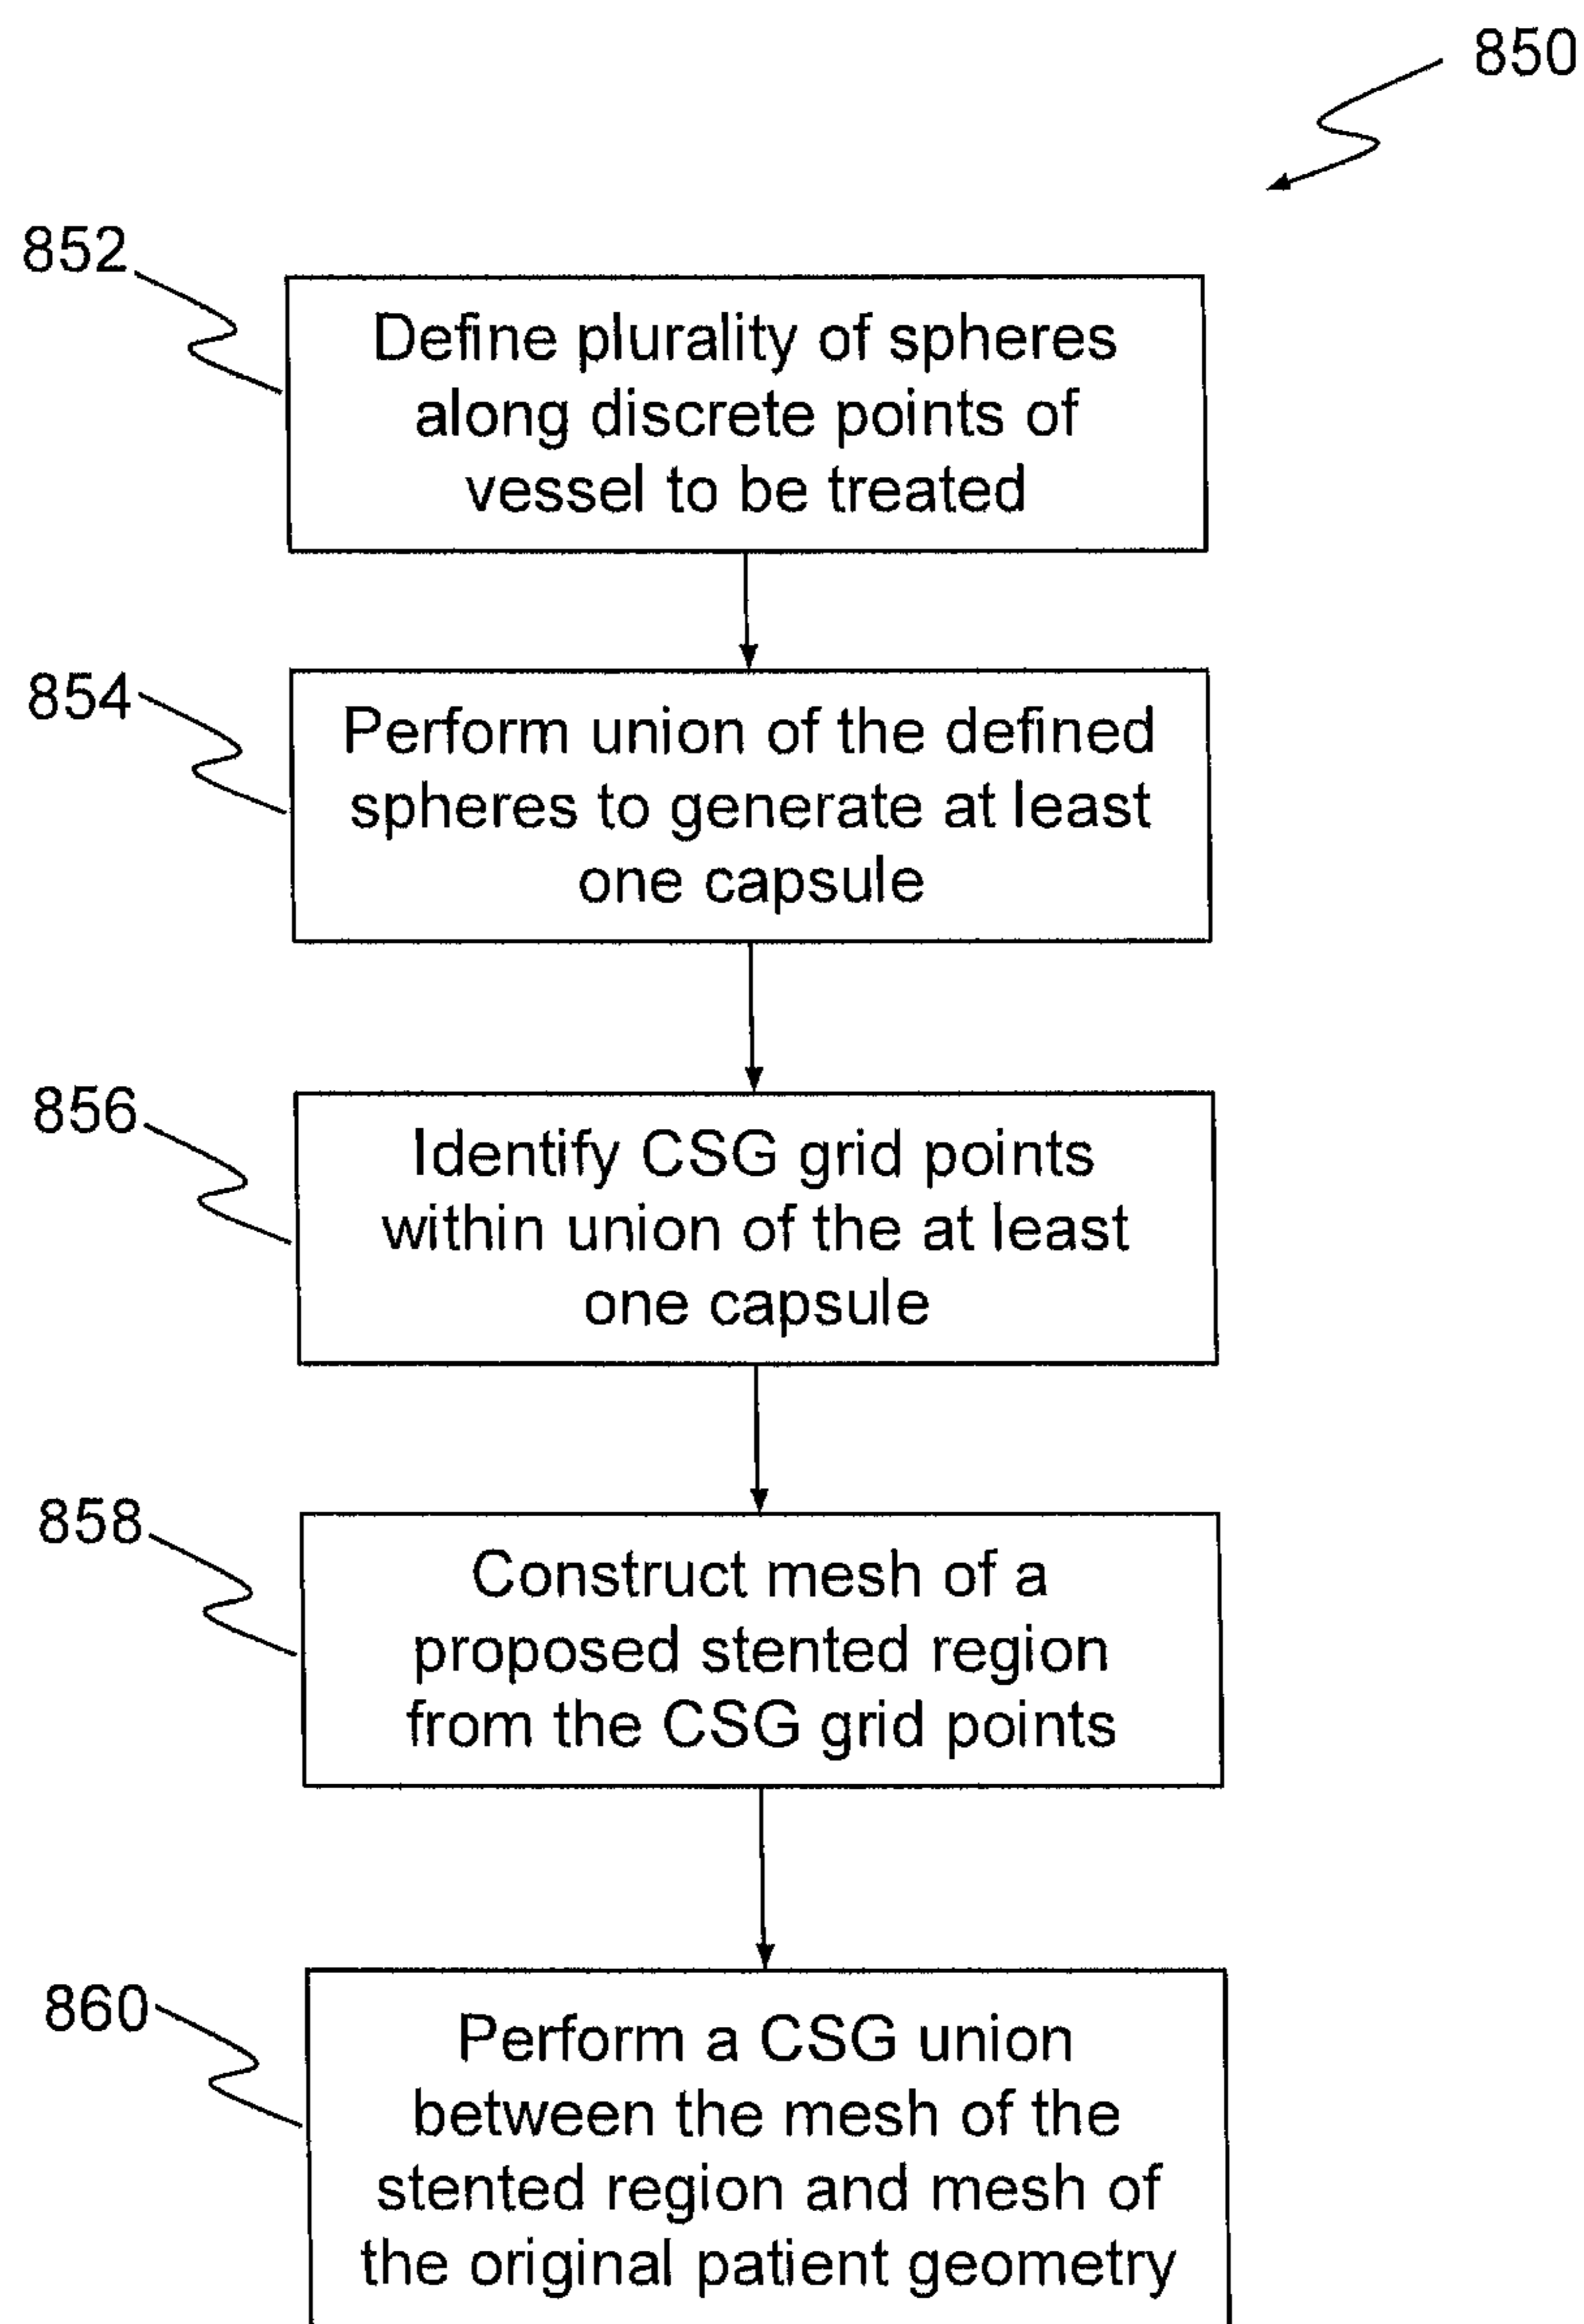 850
852
Define plurality of spheres
along discrete points of
vessel to be treated
854
Perform union of the defined
spheres to generate at least
one capsule
856
Identify CSG grid points
within union of the at least
one capsule
858
Construct mesh of a
proposed stented region
from the CSG grid points
860
Perform a CSG union
between the mesh of the
stented region and mesh of
the original patient geometry